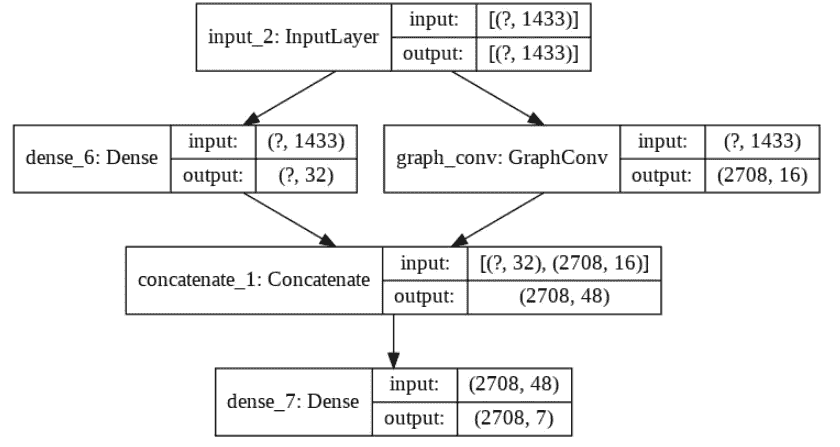 input_2: InputLayer
input: [(?, 1433)]
output: [(?, 1433)]
dense_6: Dense
input: (?, 1433)
output: (?, 32)
graph_conv: GraphConv
input: (?, 1433)
output: (2708, 16)
concatenate_1: Concatenate
input: [(?, 32), (2708, 16)]
output: (2708, 48)
dense_7: Dense
input: (2708, 48)
output: (2708, 7)